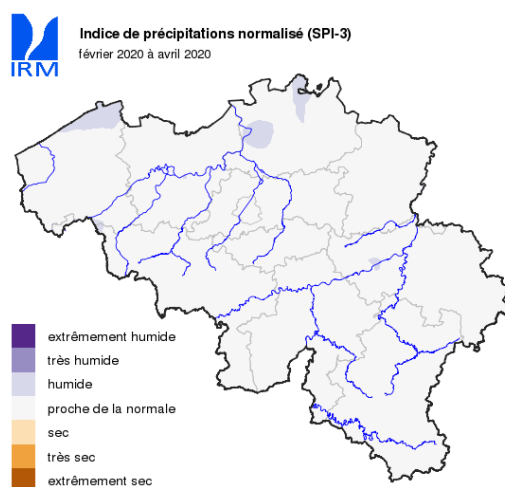 Indice de précipitations normalisé (SPI-3)
février 2020 à avril 2020
IRM
extrêmement humide
très humide
humide
proche de la normale
sec
très sec
extrêmement sec